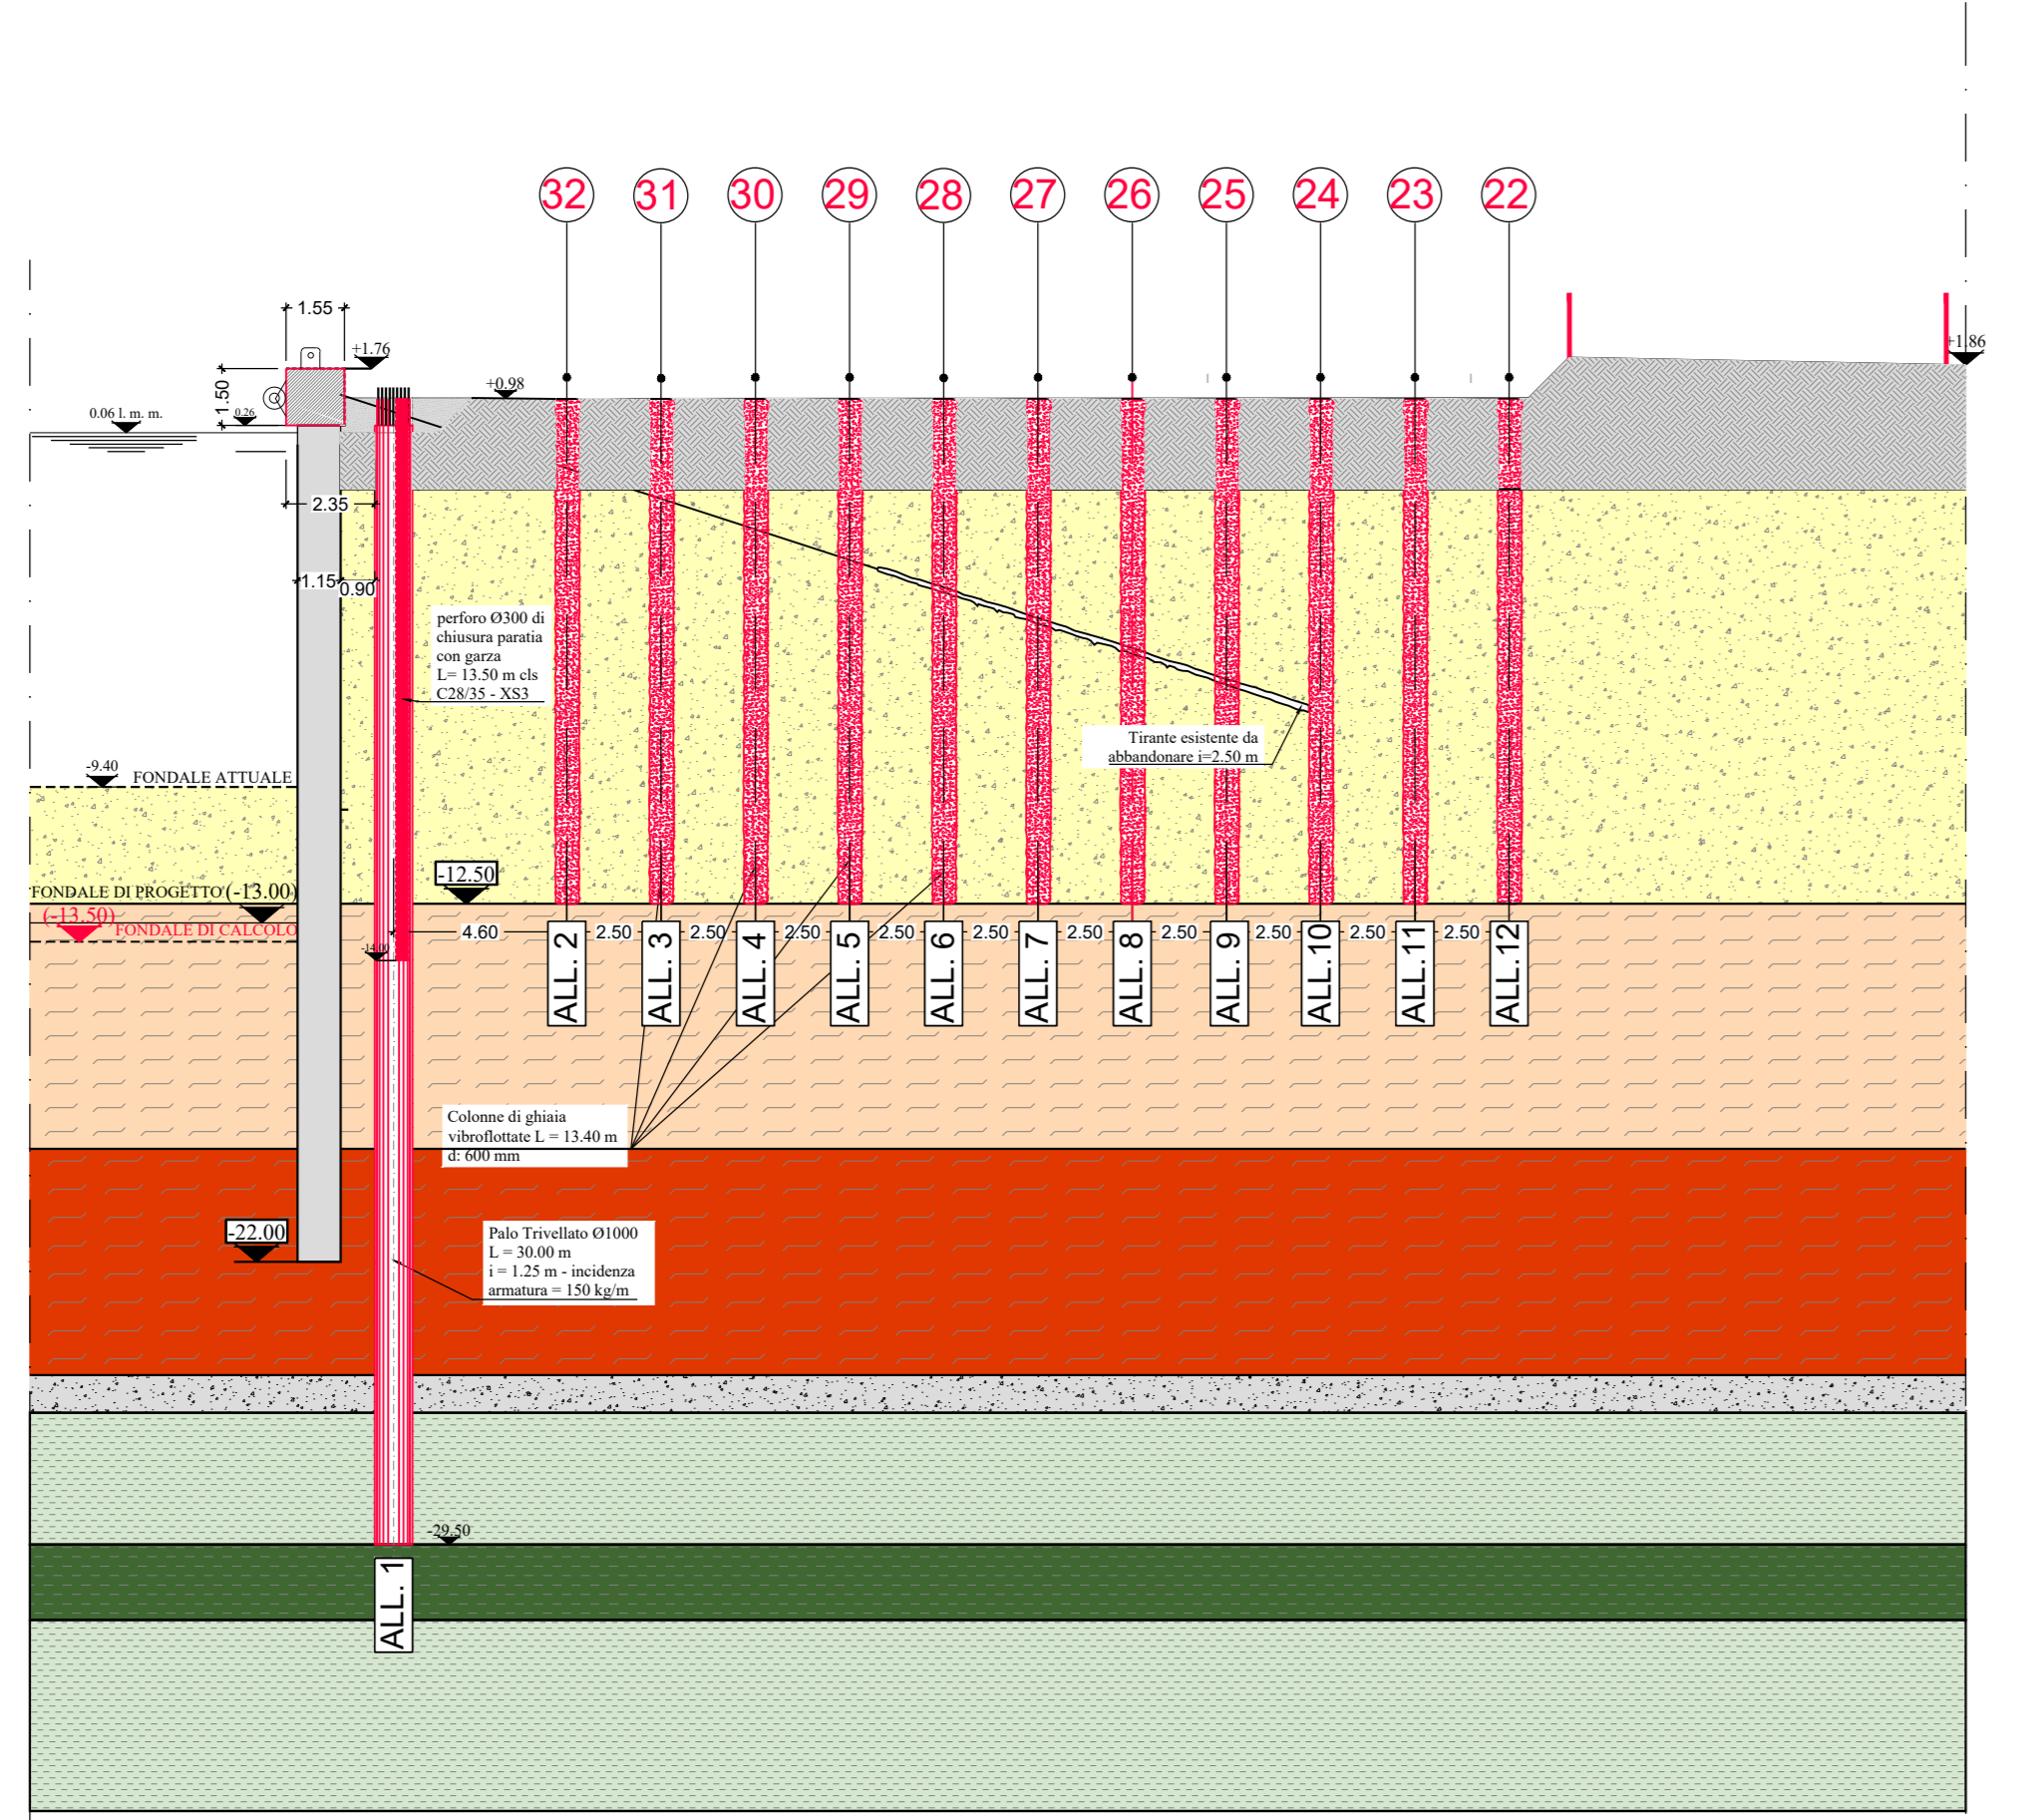 32
31
30
29
28
27
26
25
24
23
22
1.55
+1.76
+1.86
1.50
+0.98
0.06 l. m. m.
0.26
2.35
1.15
0.90
perforo Ø300 di
chiusura paratia
con garza
L= 13.50 m cls
C28/35 - XS3
Tirante esistente da
abbandonare i=2.50 m
-9.40
FONDALE ATTUALE
-12.50
FONDALE DI PROGETTO (-13.00)
(-13.50)
FONDALE DI CALCOLO
-14.00
4.60
2.50
2.50
2.50
2.50
2.50
2.50
2.50
2.50
2.50
2.50
ALL. 2
ALL. 3
ALL. 4
ALL. 5
ALL. 6
ALL. 7
ALL. 8
ALL. 9
ALL. 10
ALL. 11
ALL. 12
Colonne di ghiaia
vibroflottate L = 13.40 m
d: 600 mm
-22.00
Palo Trivellato Ø1000
L = 30.00 m
i = 1.25 m - incidenza
armatura = 150 kg/m
-29.50
ALL. 1